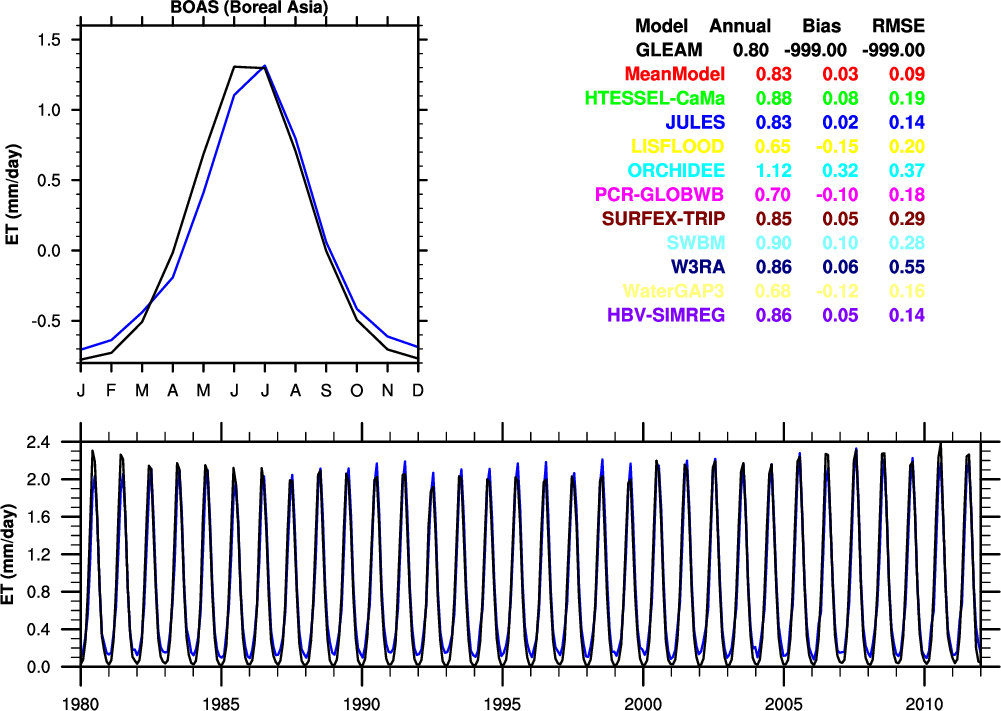 BOAS (Boreal Asia)
Model Annual Bias RMSE
GLEAM 0.80 -999.00 -999.00
MeanModel 0.83 0.03 0.09
HTESSEL-CaMa 0.88 0.08 0.19
JULES 0.83 0.02 0.14
LISFLOOD 0.65 -0.15 0.20
ORCHIDEE 1.12 0.32 0.37
PCR-GLOBWB 0.70 -0.10 0.18
SURFEX-TRIP 0.85 0.05 0.29
SWBM 0.90 0.10 0.28
W3RA 0.86 0.06 0.55
WaterGAP3 0.68 -0.12 0.16
HBV-SIMREG 0.86 0.05 0.14
ET (mm/day)
1.5
1.0
0.5
0.0
-0.5
J F M A M J J A S O N D
ET (mm/day)
2.4
2.0
1.6
1.2
0.8
0.4
0.0
1980 1985 1990 1995 2000 2005 2010